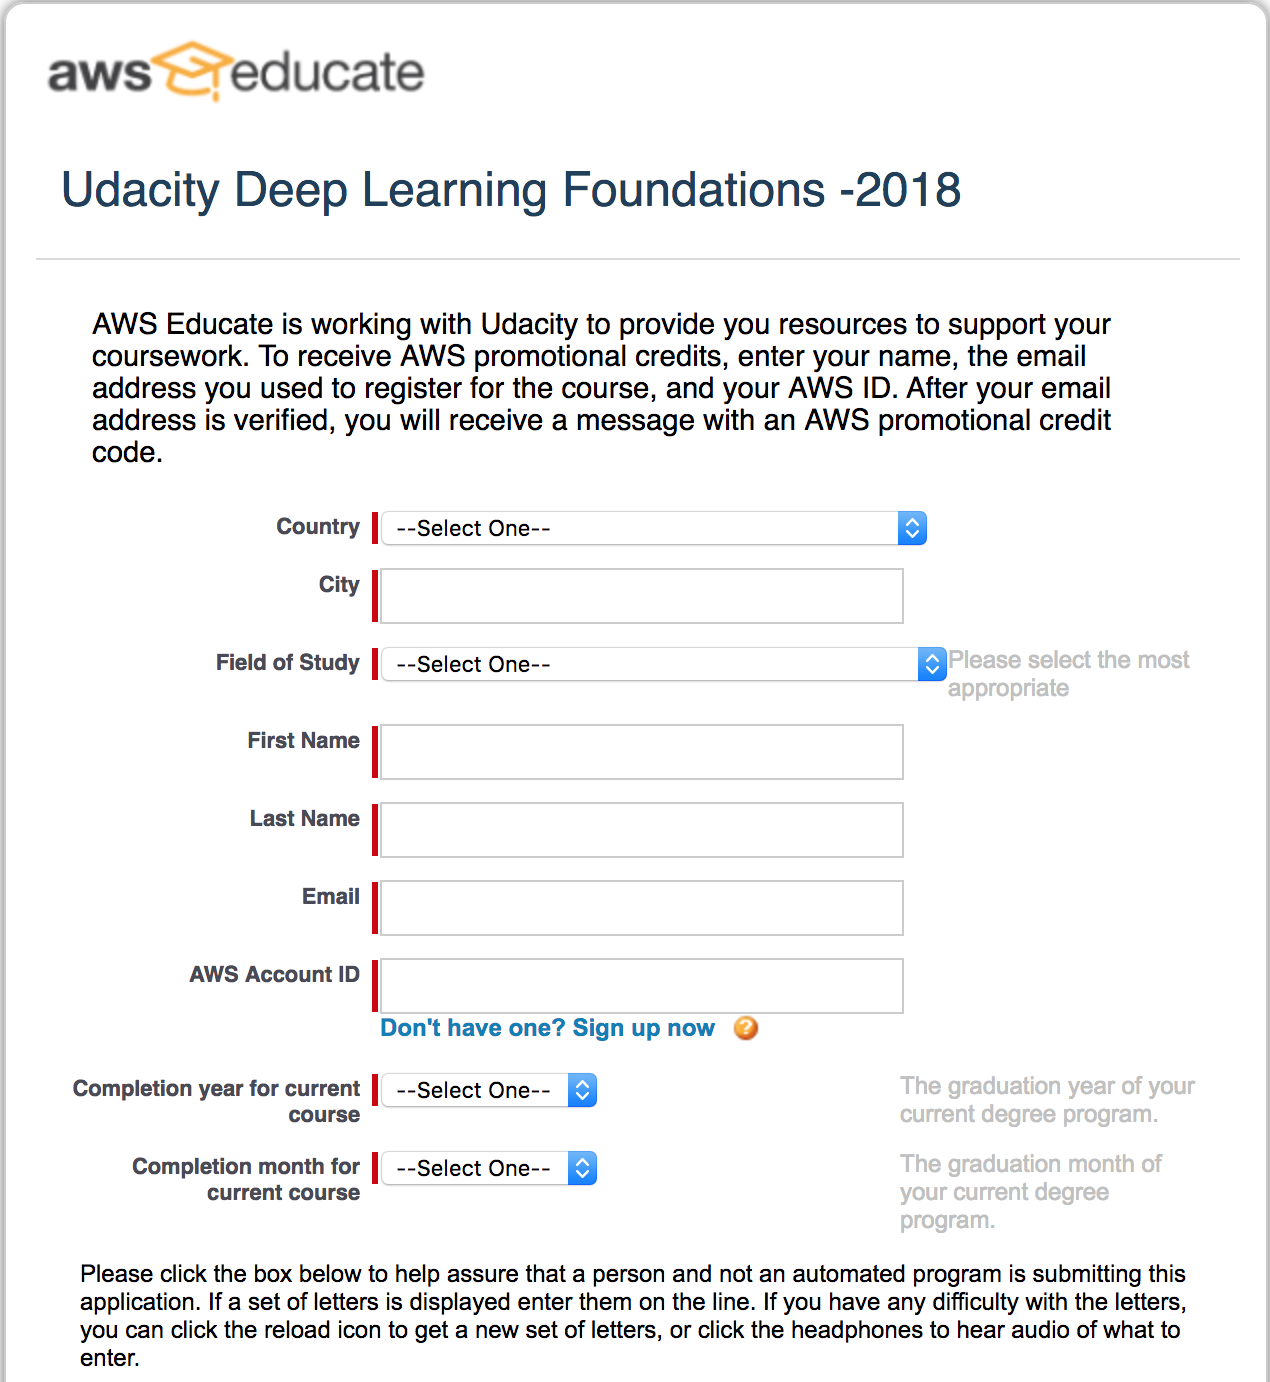 aws educate
Udacity Deep Learning Foundations -2018
AWS Educate is working with Udacity to provide you resources to support your
coursework. To receive AWS promotional credits, enter your name, the email
address you used to register for the course, and your AWS ID. After your email
address is verified, you will receive a message with an AWS promotional credit
code.
Country --Select One--
City
Field of Study --Select One-- Please select the most
appropriate
First Name
Last Name
Email
AWS Account ID
Don't have one? Sign up now ?
Completion year for current --Select One-- The graduation year of your
course current degree program.
Completion month for --Select One-- The graduation month of
current course your current degree
program.
Please click the box below to help assure that a person and not an automated program is submitting this
application. If a set of letters is displayed enter them on the line. If you have any difficulty with the letters,
you can click the reload icon to get a new set of letters, or click the headphones to hear audio of what to
enter.